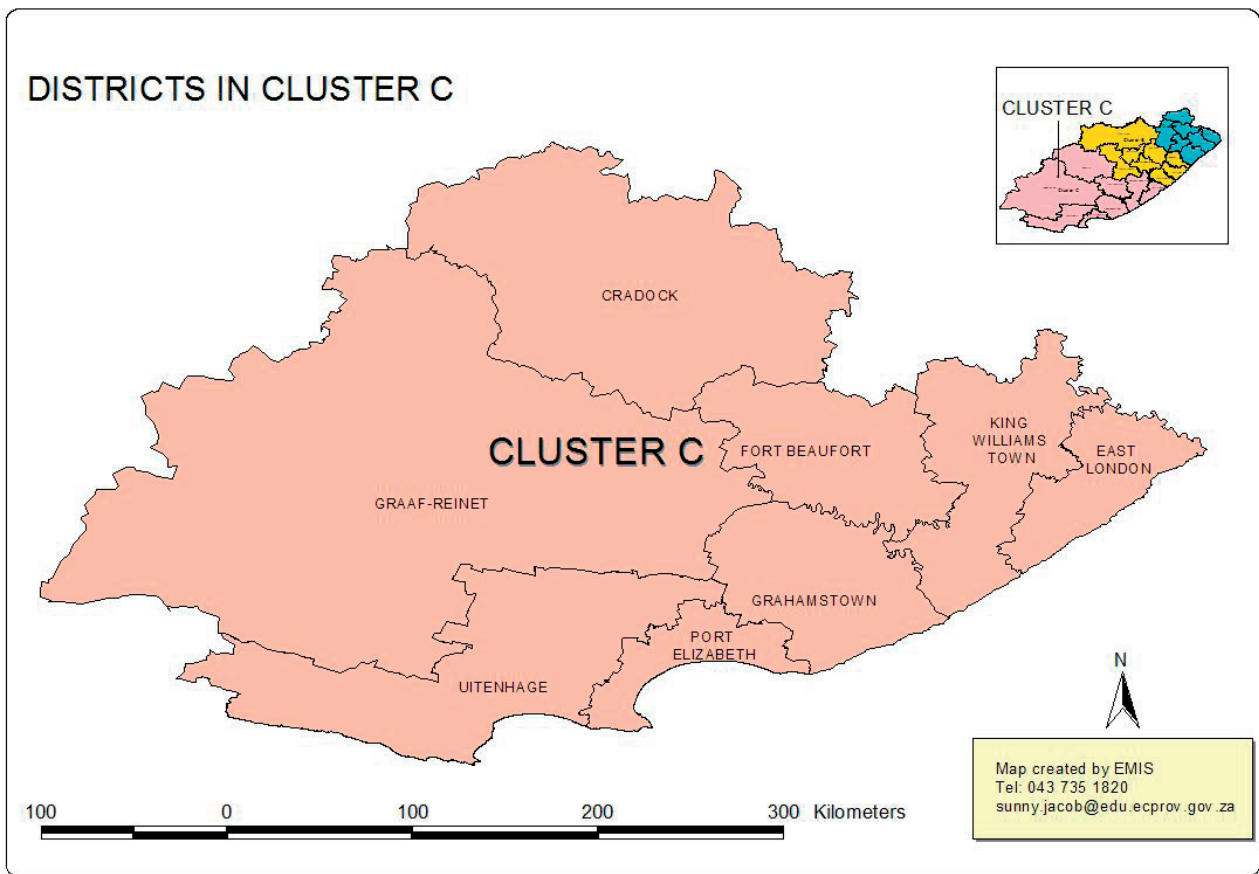 DISTRICTS IN CLUSTER C
CLUSTER C
CRADOCK
KING
WILLIAMS
TOWN
EAST
LONDON
FORT BEAUFORT
CLUSTER C
GRAAF-REINET
GRAHAMSTOWN
PORT
ELIZABETH
UITENHAGE
N
Map created by EMIS
Tel: 043 735 1820
sunny.jacob@edu.ecprov.gov.za
100 0 100 200 300 Kilometers